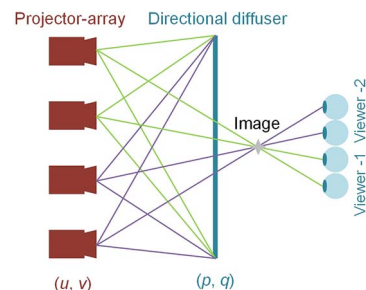 Projector-array
Directional diffuser
Image
Viewer -2
Viewer -1
(u, v)
(p, q)